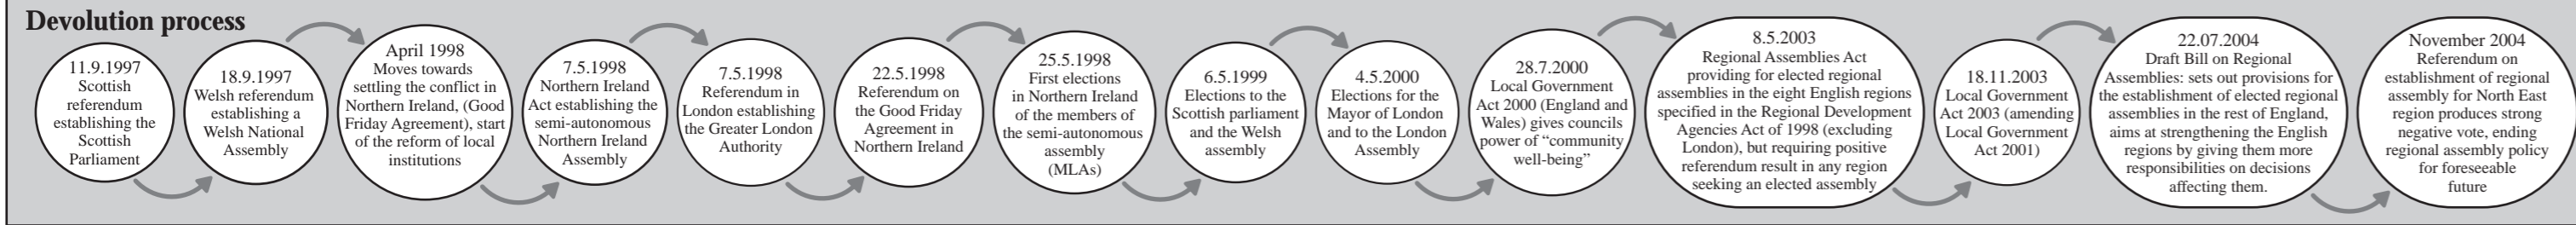 Devolution process
11.9.1997
Scottish
referendum
establishing the
Scottish
Parliament
18.9.1997
Welsh referendum
establishing a
Welsh National
Assembly
April 1998
Moves towards
settling the conflict in
Northern Ireland, (Good
Friday Agreement), start
of the reform of local
institutions
7.5.1998
Northern Ireland
Act establishing the
semi-autonomous
Northern Ireland
Assembly
7.5.1998
Referendum in
London establishing
the Greater London
Authority
22.5.1998
Referendum on
the Good Friday
Agreement in
Northern Ireland
25.5.1998
First elections
in Northern Ireland
of the members of
the semi-autonomous
assembly
(MLAs)
6.5.1999
Elections to the
Scottish parliament
and the Welsh
assembly
4.5.2000
Elections for the
Mayor of London
and to the London
Assembly
28.7.2000
Local Government
Act 2000 (England and
Wales) gives councils
power of “community
well-being”
8.5.2003
Regional Assemblies Act
providing for elected regional
assemblies in the eight English regions
specified in the Regional Development
Agencies Act of 1998 (excluding
London), but requiring positive
referendum result in any region
seeking an elected assembly
18.11.2003
Local Government
Act 2003 (amending
Local Government
Act 2001)
22.07.2004
Draft Bill on Regional
Assemblies: sets out provisions for
the establishment of elected regional
assemblies in the rest of England,
aims at strengthening the English
regions by giving them more
responsibilities on decisions
affecting them.
November 2004
Referendum on
establishment of regional
assembly for North East
region produces strong
negative vote, ending
regional assembly policy
for foreseeable
future